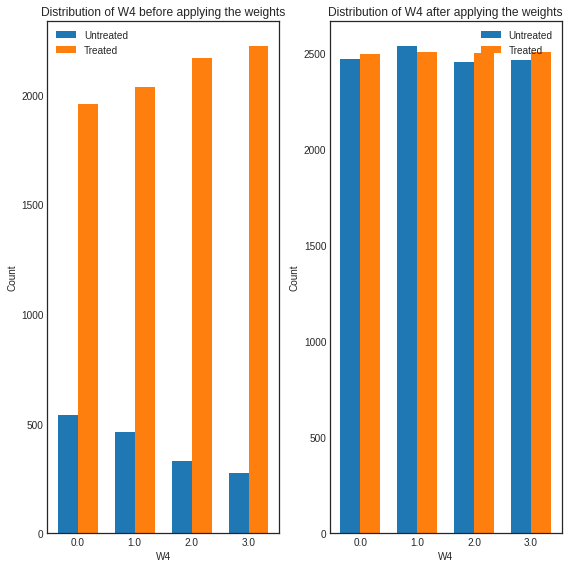 Distribution of W4 before applying the weights
Untreated
Treated
2000
1500
1000
500
0
Count
0.0 1.0 2.0 3.0
W4
Distribution of W4 after applying the weights
Untreated
Treated
2500
2000
1500
1000
500
0
Count
0.0 1.0 2.0 3.0
W4